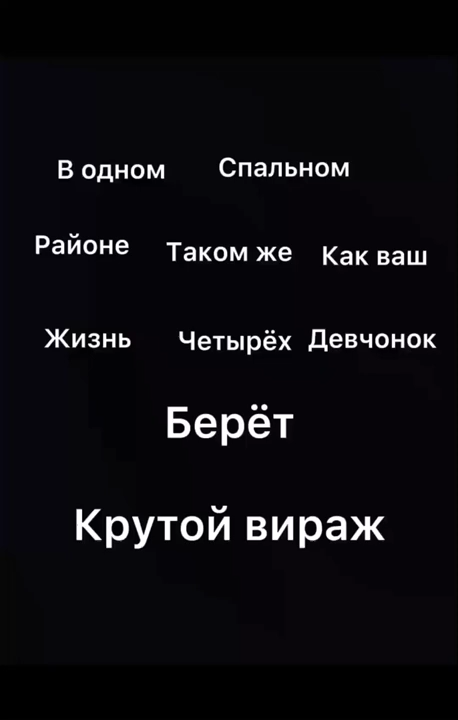 В одном Спальном
Районе Таком же Как ваш
Жизнь Четырёх Девчонок
Берёт
Крутой вираж